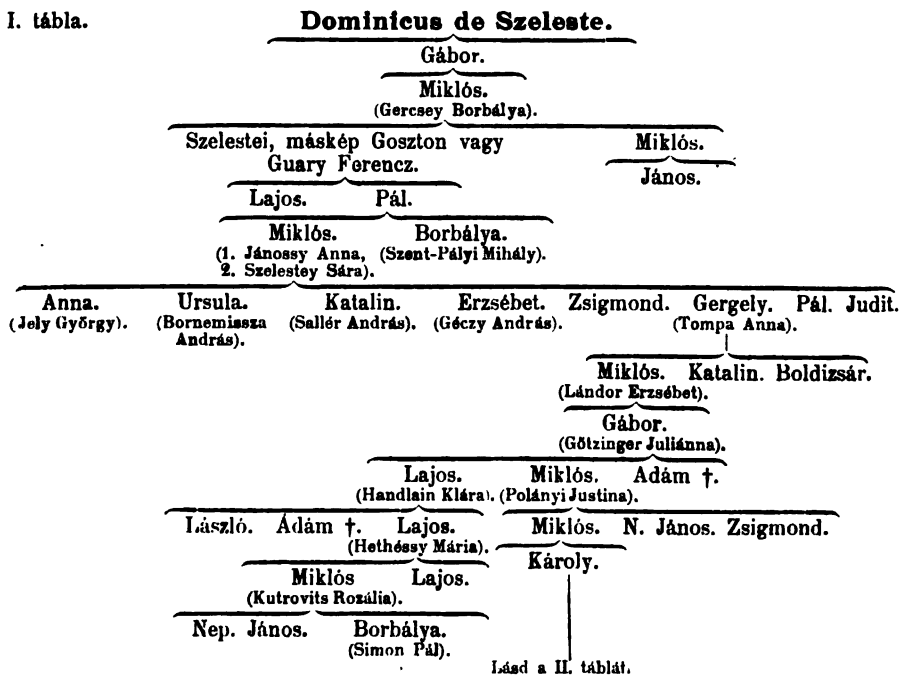 I. tábla.
Dominicus de Szeleste.
Gábor.
Miklós.
(Gercsey Borbálya).
Szelestei, máskép Goszton vagy
Guary Ferencz.
Miklós.
János.
Lajos. Pál.
Miklós. Borbálya.
(1. Jánossy Anna, (Szent-Pályi Mihály).
2. Szelestey Sára).
Anna. Ursula. Katalin. Erzsébet. Zsigmond. Gergely. Pál. Judit.
(Jely György). (Bornemissza (Sallér András). (Géczy András). (Tompa Anna).
András).
Miklós. Katalin. Boldizsár.
(Lándor Erzsébet).
Gábor.
(Götzinger Juliánna).
Lajos. Miklós. Adám †.
(Handlain Klára). (Polányi Justina).
László. Ádám †. Lajos. Miklós. N. János. Zsigmond.
(Hethéssy Mária).
Károly.
Miklós Lajos.
(Kutrovits Rozália).
Nep. János. Borbálya.
(Simon Pál).
Lásd a II. táblát.